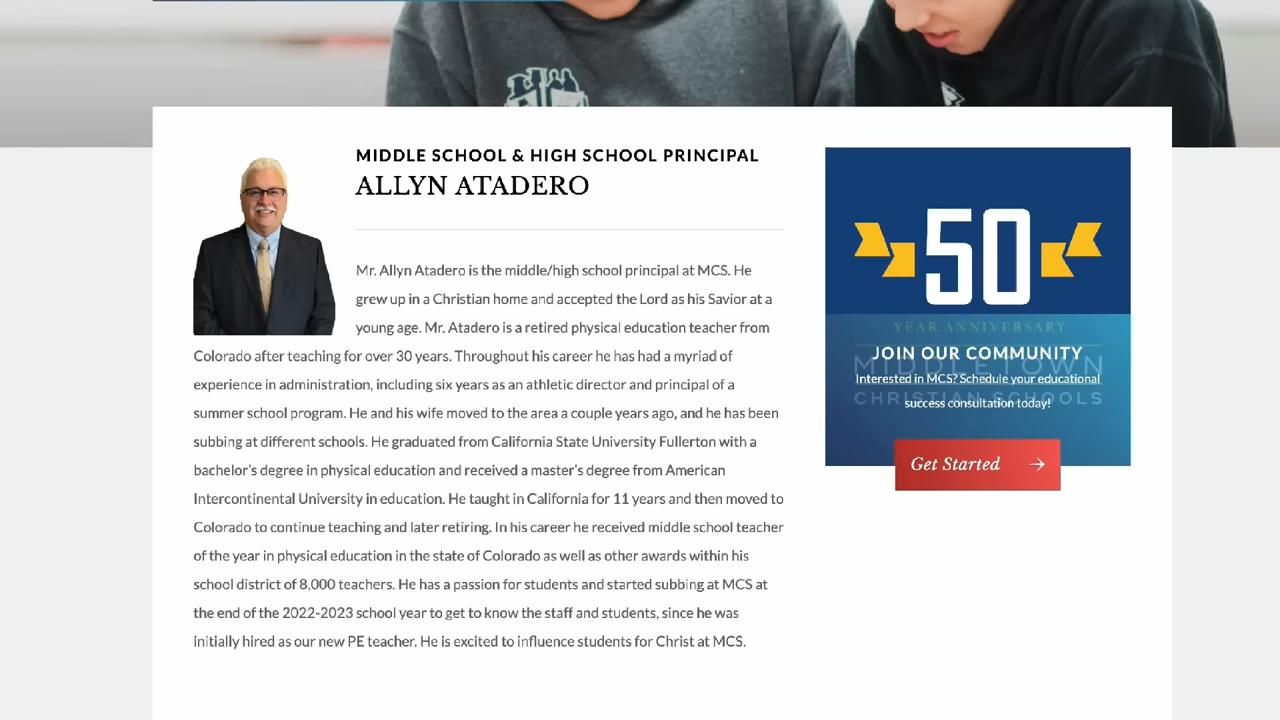 MIDDLE SCHOOL & HIGH SCHOOL PRINCIPAL
ALLYN ATADERO
Mr. Allyn Atadero is the middle/high school principal at MCS. He
grew up in a Christian home and accepted the Lord as his Savior at a
young age. Mr. Atadero is a retired physical education teacher from
Colorado after teaching for over 30 years. Throughout his career he has had a myriad of
experience in administration, including six years as an athletic director and principal of a
summer school program. He and his wife moved to the area a couple years ago, and he has been
subbing at different schools. He graduated from California State University Fullerton with a
bachelor's degree in physical education and received a master's degree from American
Intercontinental University in education. He taught in California for 11 years and then moved to
Colorado to continue teaching and later retiring. In his career he received middle school teacher
of the year in physical education in the state of Colorado as well as other awards within his
school district of 8,000 teachers. He has a passion for students and started subbing at MCS at
the end of the 2022-2023 school year to get to know the staff and students, since he was
initially hired as our new PE teacher. He is excited to influence students for Christ at MCS.
50
YEAR ANNIVERSARY
JOIN OUR COMMUNITY
MIDDLETOWN
Interested in MCS? Schedule your educational
CHRISTIAN SCHOOLS
success consultation today!
Get Started →